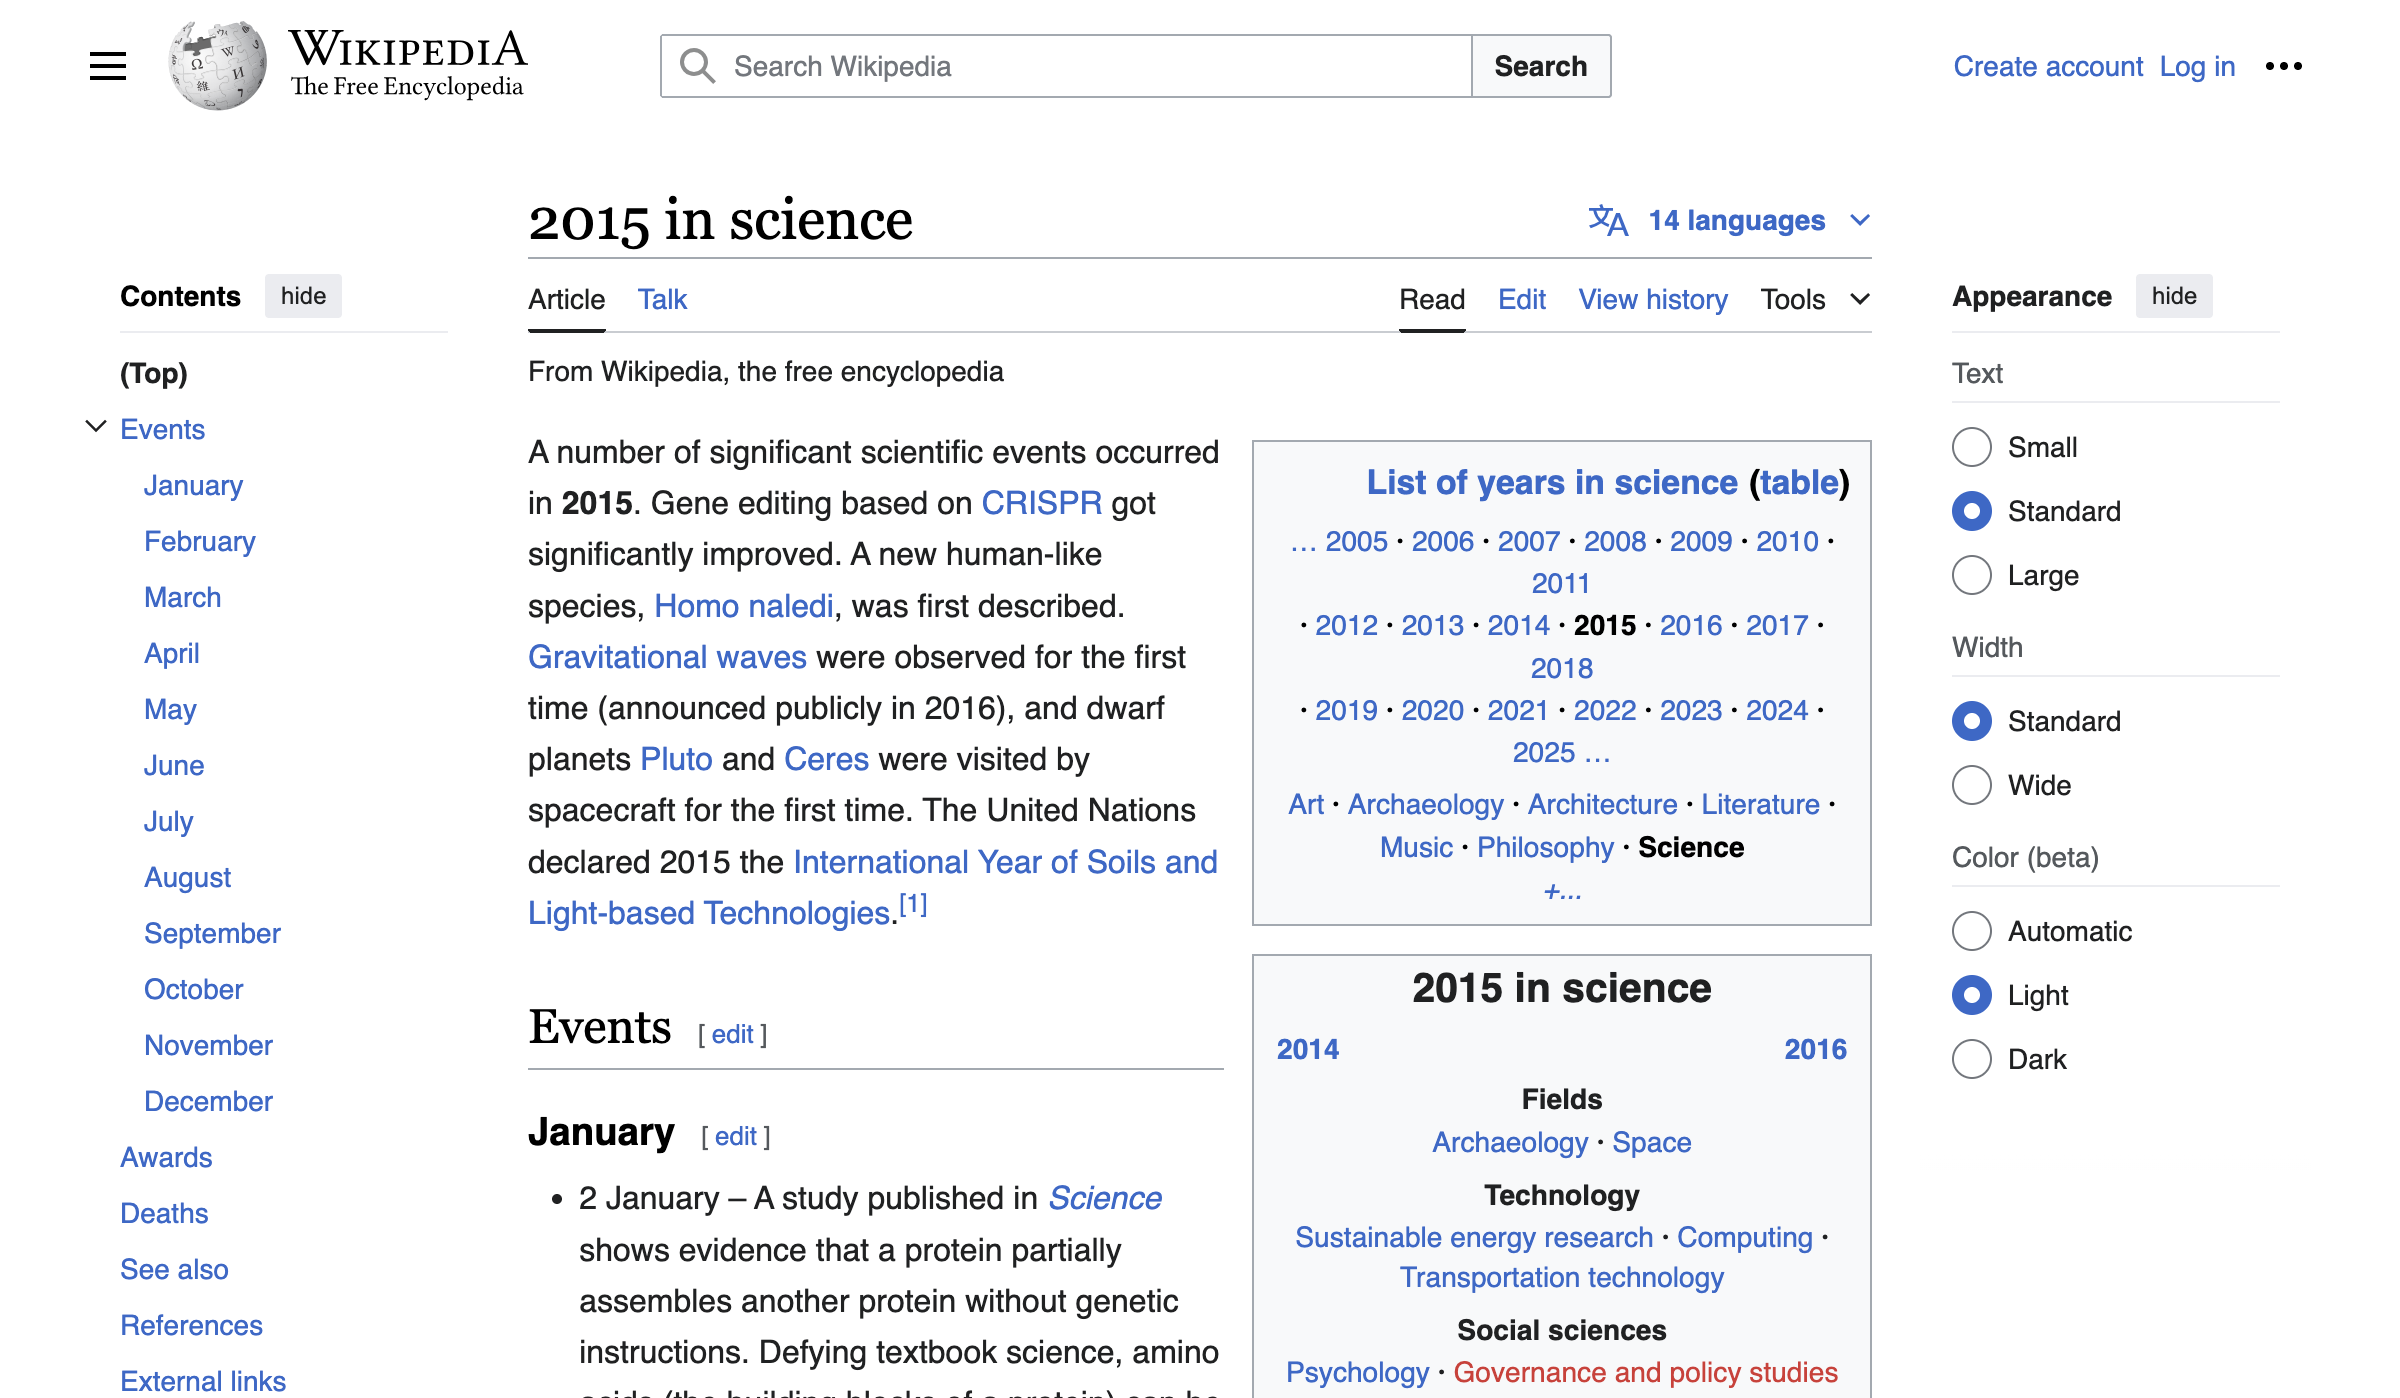 WIKIPEDIA
The Free Encyclopedia
Search Wikipedia
Search
Create account Log in
2015 in science
14 languages
Contents hide
(Top)
Events
January
February
March
April
May
June
July
August
September
October
November
December
Awards
Deaths
See also
References
External links
Article Talk
Read Edit View history Tools
From Wikipedia, the free encyclopedia
A number of significant scientific events occurred
in 2015. Gene editing based on CRISPR got
significantly improved. A new human-like
species, Homo naledi, was first described.
Gravitational waves were observed for the first
time (announced publicly in 2016), and dwarf
planets Pluto and Ceres were visited by
spacecraft for the first time. The United Nations
declared 2015 the International Year of Soils and
Light-based Technologies.[1]
Events [ edit ]
January [ edit ]
• 2 January – A study published in Science
shows evidence that a protein partially
assembles another protein without genetic
instructions. Defying textbook science, amino
acids (the building blocks of a protein) can be
List of years in science (table)
… 2005 · 2006 · 2007 · 2008 · 2009 · 2010 ·
2011
· 2012 · 2013 · 2014 · 2015 · 2016 · 2017 ·
2018
· 2019 · 2020 · 2021 · 2022 · 2023 · 2024 ·
2025 …
Art · Archaeology · Architecture · Literature ·
Music · Philosophy · Science
+...
2015 in science
2014 2016
Fields
Archaeology · Space
Technology
Sustainable energy research · Computing ·
Transportation technology
Social sciences
Psychology · Governance and policy studies
Appearance hide
Text
Small
Standard
Large
Width
Standard
Wide
Color (beta)
Automatic
Light
Dark